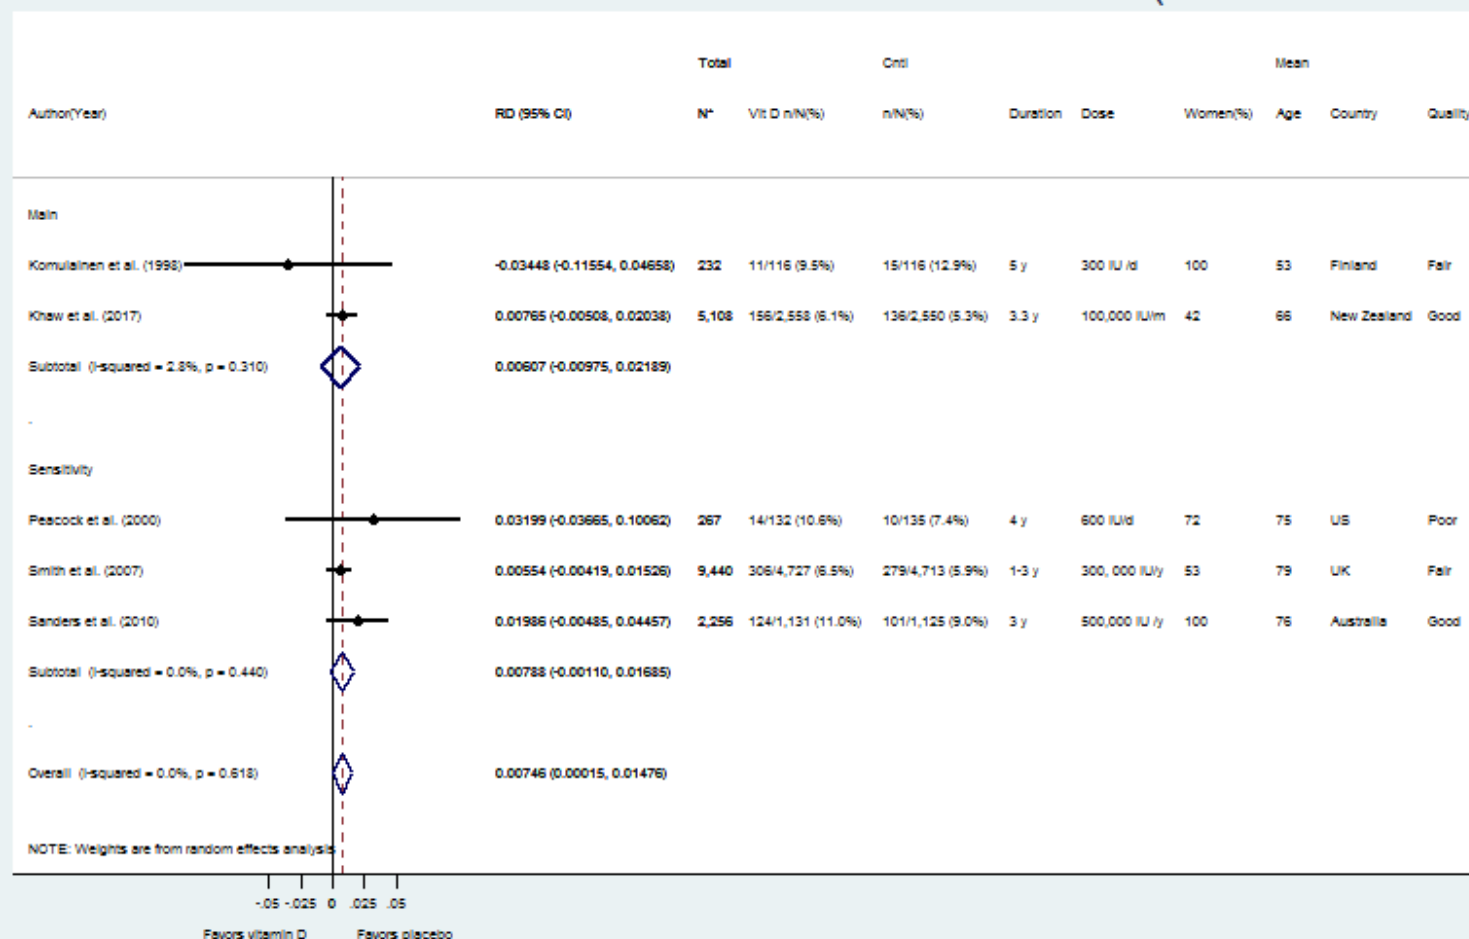 Total Cntl Mean
Author(Year) RD (95% CI) N* Vit D n/N(%) n/N(%) Duration Dose Women(%) Age Country Quality
Main
Komulainen et al. (1998) -0.03448 (-0.11554, 0.04658) 232 11/116 (9.5%) 15/116 (12.9%) 5 y 300 IU /d 100 53 Finland Fair
Khaw et al. (2017) 0.00765 (-0.00508, 0.02038) 5,108 156/2,558 (6.1%) 136/2,550 (5.3%) 3.3 y 100,000 IU/m 42 66 New Zealand Good
Subtotal (I-squared = 2.8%, p = 0.310) 0.00607 (-0.00975, 0.02189)
.
Sensitivity
Peacock et al. (2000) 0.03199 (-0.03665, 0.10062) 267 14/132 (10.6%) 10/135 (7.4%) 4 y 600 IU/d 72 75 US Poor
Smith et al. (2007) 0.00554 (-0.00419, 0.01526) 9,440 306/4,727 (6.5%) 279/4,713 (5.9%) 1-3 y 300, 000 IU/y 53 79 UK Fair
Sanders et al. (2010) 0.01986 (-0.00485, 0.04457) 2,256 124/1,131 (11.0%) 101/1,125 (9.0%) 3 y 500,000 IU /y 100 76 Australia Good
Subtotal (I-squared = 0.0%, p = 0.440) 0.00788 (-0.00110, 0.01685)
.
Overall (I-squared = 0.0%, p = 0.618) 0.00746 (0.00015, 0.01476)
NOTE: Weights are from random effects analysis
-.05 -.025 0 .025 .05
Favors vitamin D Favors placebo